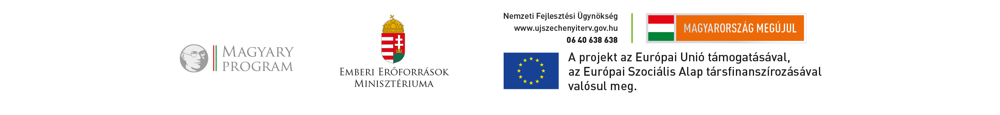 MAGYARY
PROGRAM
EMBERI ERŐFORRÁSOK
MINISZTÉRIUMA
Nemzeti Fejlesztési Ügynökség
www.ujszechenyiterv.gov.hu
06 40 638 638
MAGYARORSZÁG MEGÚJUL
A projekt az Európai Unió támogatásával,
az Európai Szociális Alap társfinanszírozásával
valósul meg.